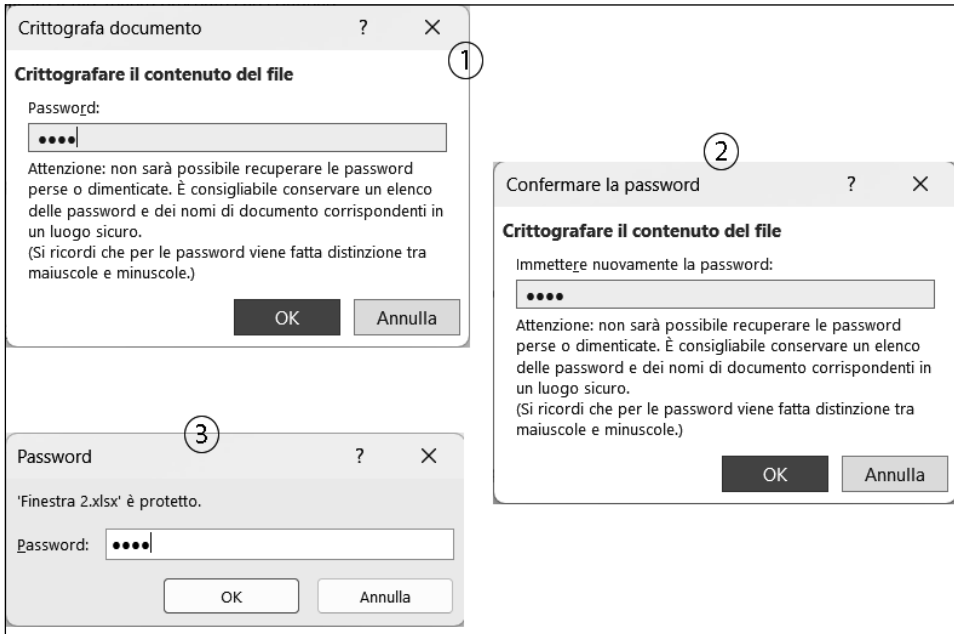 Crittografa documento ? ×
①
Crittografare il contenuto del file
Password:
••••
Attenzione: non sarà possibile recuperare le password
perse o dimenticate. È consigliabile conservare un elenco
delle password e dei nomi di documento corrispondenti in
un luogo sicuro.
(Si ricordi che per le password viene fatta distinzione tra
maiuscole e minuscole.)
OK Annulla
②
Confermare la password ? ×
Crittografare il contenuto del file
Immettere nuovamente la password:
••••
Attenzione: non sarà possibile recuperare le password
perse o dimenticate. È consigliabile conservare un elenco
delle password e dei nomi di documento corrispondenti in
un luogo sicuro.
(Si ricordi che per le password viene fatta distinzione tra
maiuscole e minuscole.)
OK Annulla
③
Password ? ×
'Finestra 2.xlsx' è protetto.
Password: ••••
OK Annulla